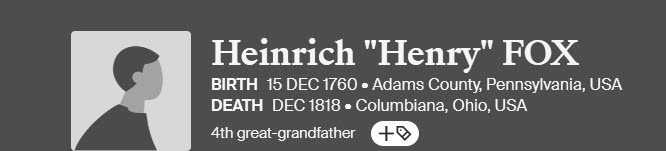 Heinrich "Henry" FOX
BIRTH 15 DEC 1760 • Adams County, Pennsylvania, USA
DEATH DEC 1818 • Columbiana, Ohio, USA
4th great-grandfather